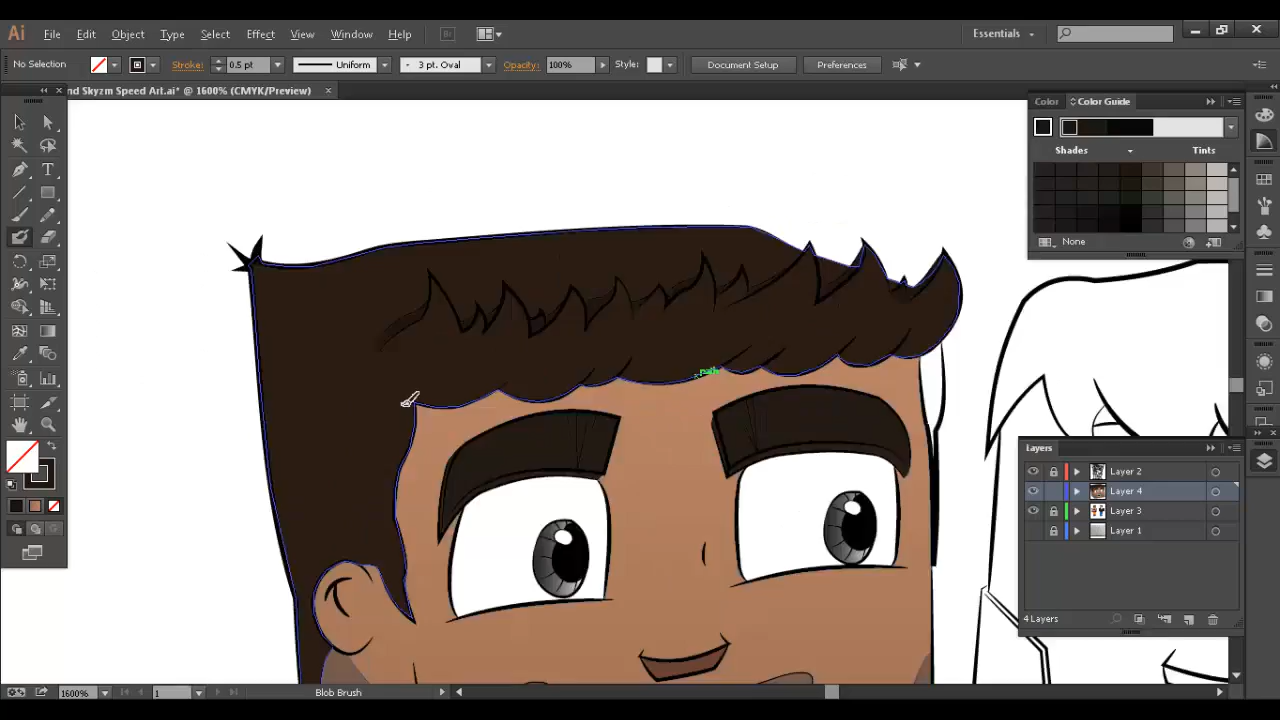 Ai File Edit Object Type Select Effect View Window Help Br Essentials
No Selection Stroke: 0.5 pt Uniform 3 pt. Oval Opacity: 100% Style: Document Setup Preferences
nd Skyzm Speed Art.ai* @ 1600% (CMYK/Preview)
Color Color Guide
Shades Tints
None
path
Layers
Layer 2
Layer 4
Layer 3
Layer 1
4 Layers
1600% 1 Blob Brush